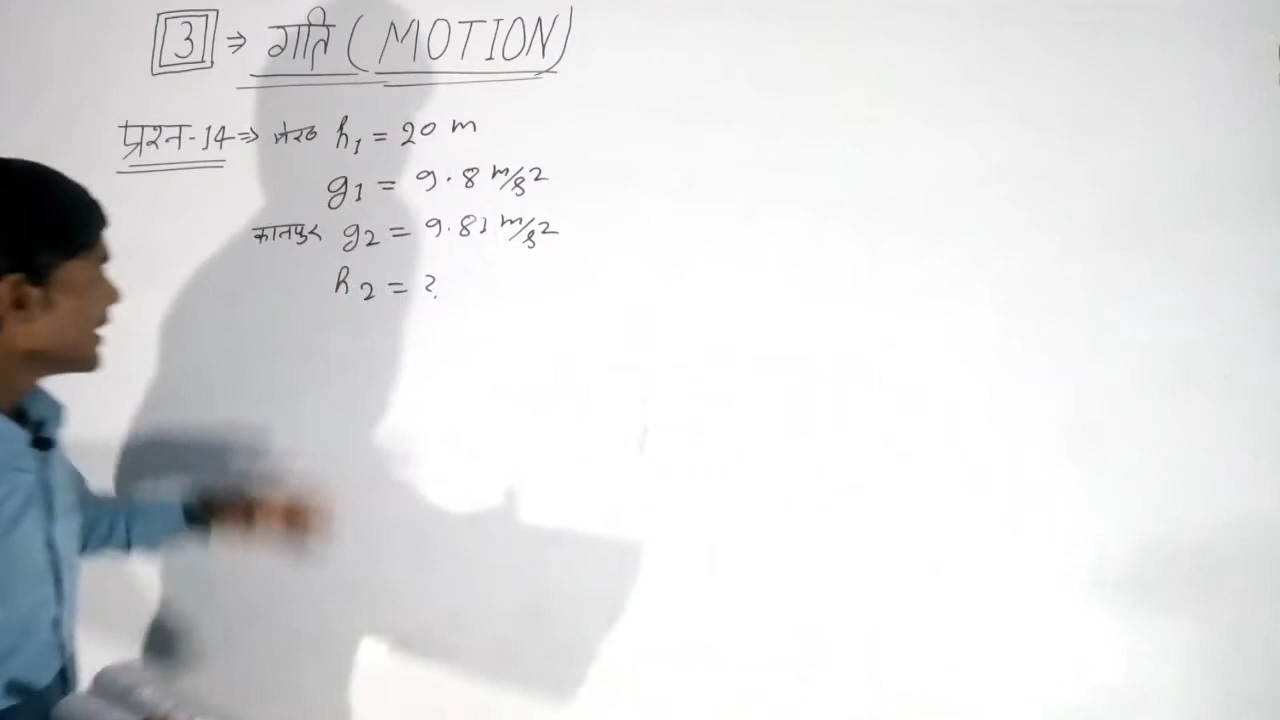 3 ⇒ गति (MOTION)
प्रश्न-14 ⇒ मेरठ h₁ = 20 m
g₁ = 9.8 m/s²
कानपुर g₂ = 9.81 m/s²
h₂ = ?